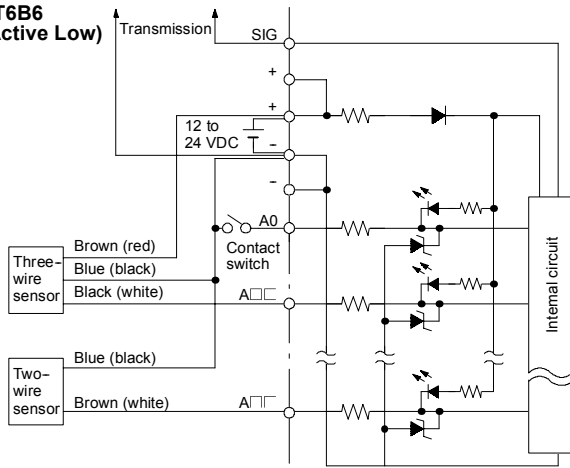 T6B6
(Active Low)
Transmission
SIG
+
+
12 to
24 VDC
−
−
A0
Contact
switch
Three-
wire
sensor
Brown (red)
Blue (black)
Black (white)
A□□
Two-
wire
sensor
Blue (black)
Brown (white)
A□□
Internal circuit